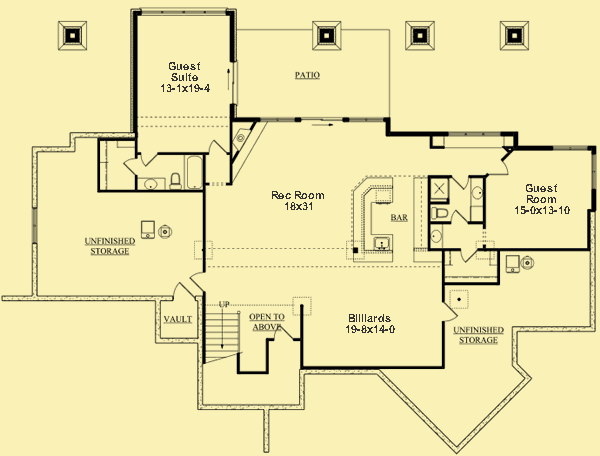 Guest
Suite
13-1x19-4
PATIO
Rec Room
18x31
BAR
Guest
Room
15-0x13-10
UNFINISHED
STORAGE
VAULT
UP
OPEN TO
ABOVE
Billiards
19-8x14-0
UNFINISHED
STORAGE